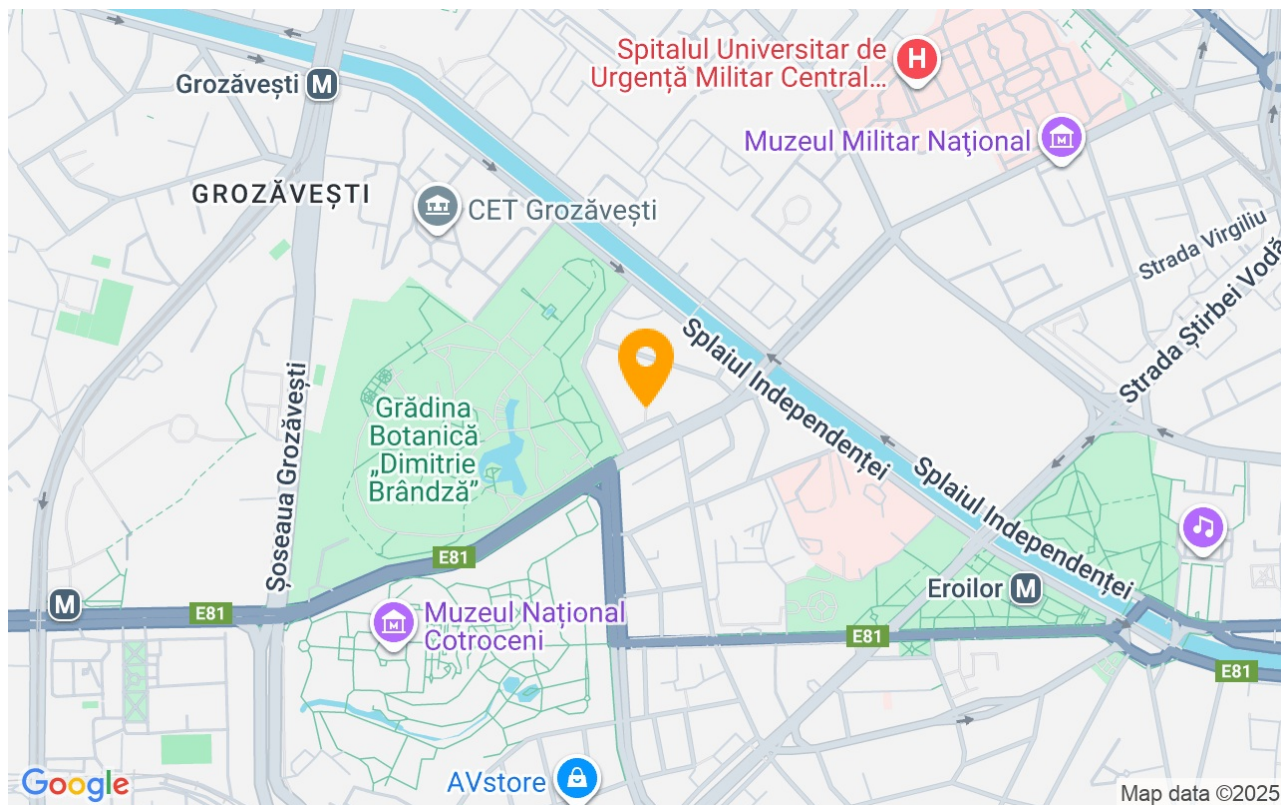 Spitalul Universitar de
Urgență Militar Central...
H
Grozăvești M
Muzeul Militar Naţional
GROZĂVEȘTI
CET Grozăvești
Strada Virgiliu
Strada Știrbei Vodă
Splaiul Independenței
Șoseaua Grozăvești
Grădina
Botanică
„Dimitrie
Brândză”
Splaiul Independenței
E81
Eroilor M
M
E81
Muzeul Național
Cotroceni
E81
E81
AVstore
Google
Map data ©2025